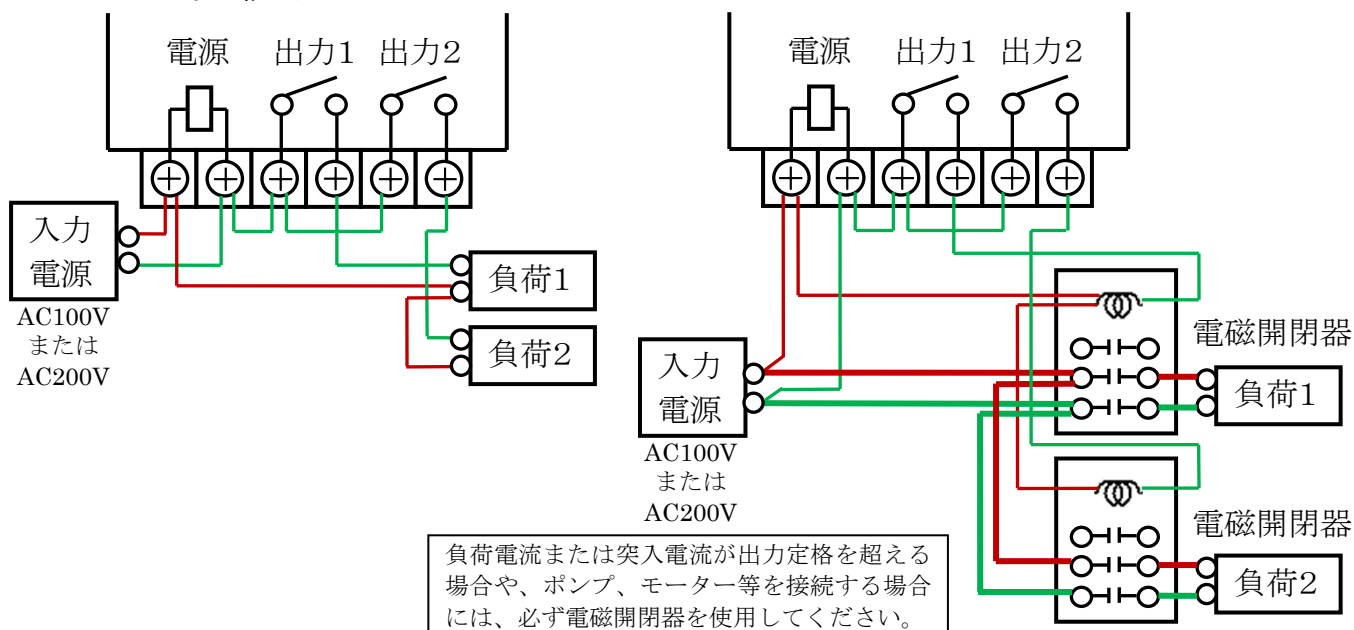 電源 出力1 出力2
入力
電源
AC100V
または
AC200V
負荷1
負荷2
電源 出力1 出力2
入力
電源
AC100V
または
AC200V
電磁開閉器
負荷1
電磁開閉器
負荷2
負荷電流または突入電流が出力定格を超える
場合や、ポンプ、モーター等を接続する場合
には、必ず電磁開閉器を使用してください。